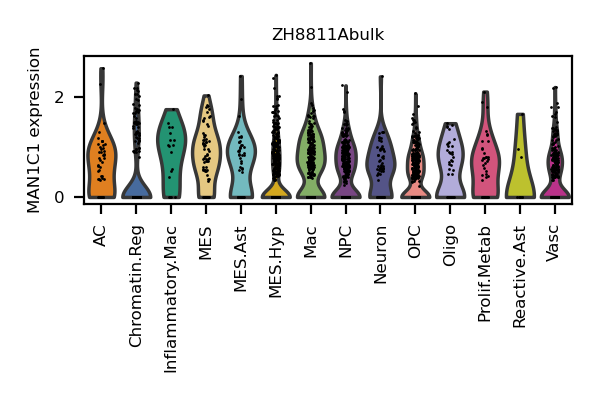 ZH8811Abulk
MAN1C1 expression
2
0
AC
Chromatin.Reg
Inflammatory.Mac
MES
MES.Ast
MES.Hyp
Mac
NPC
Neuron
OPC
Oligo
Prolif.Metab
Reactive.Ast
Vasc